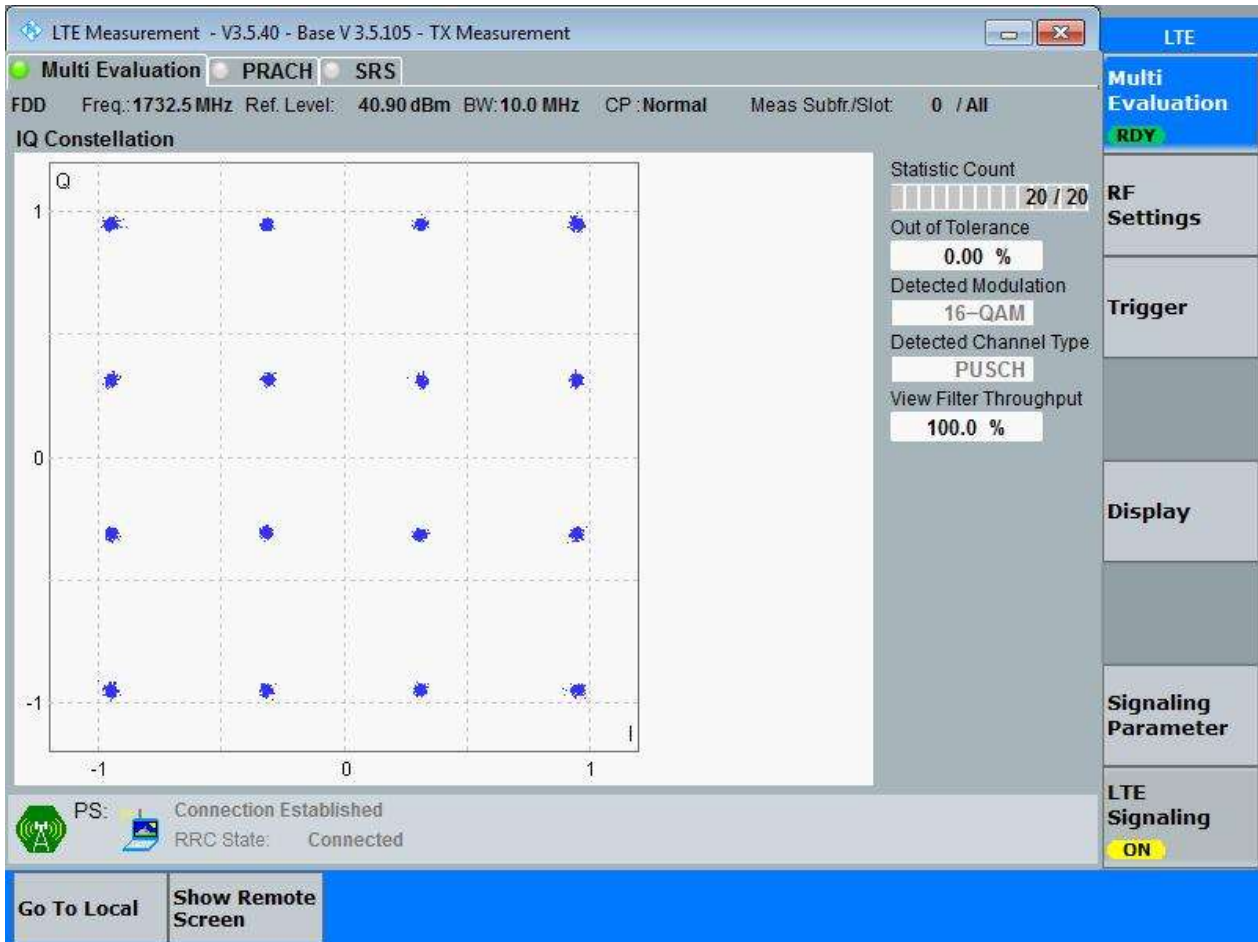 LTE Measurement - V3.5.40 - Base V 3.5.105 - TX Measurement
LTE
Multi Evaluation PRACH SRS
Multi
Evaluation
RDY
FDD Freq.: 1732.5 MHz Ref. Level: 40.90 dBm BW: 10.0 MHz CP : Normal Meas Subfr./Slot: 0 / All
IQ Constellation
Q
1
0
-1
I
-1 0 1
Statistic Count
20 / 20
Out of Tolerance
0.00 %
Detected Modulation
16-QAM
Detected Channel Type
PUSCH
View Filter Throughput
100.0 %
RF
Settings
Trigger
Display
Signaling
Parameter
LTE
Signaling
ON
PS: Connection Established
RRC State: Connected
Go To Local
Show Remote
Screen